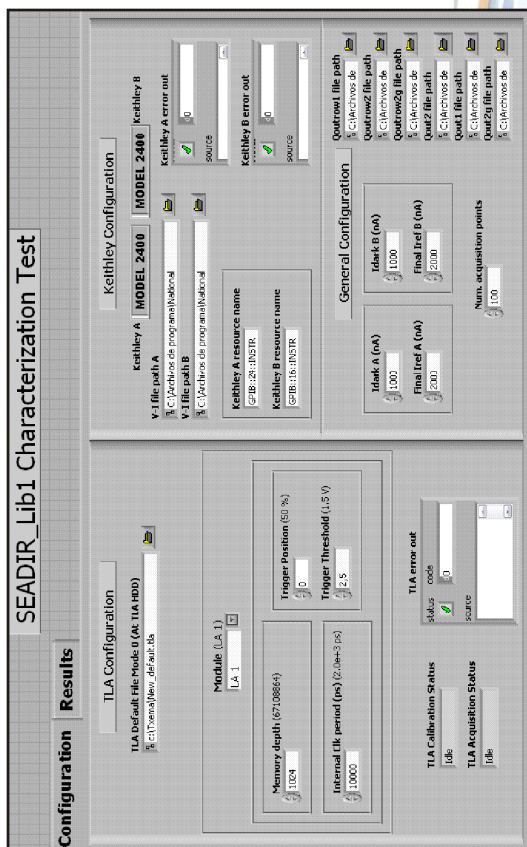 SEADIR_Lib1 Characterization Test
Configuration
Results
TLA Configuration
TLA Default File Mode 0 (At TLA HDD)
c:\Txema\New_default.tla
Module (LA 1)
LA 1
Memory depth (67108864)
1024
Internal Clk period (ps) (2.0e+3 ps)
10000
Trigger Position (50 %)
0
Trigger Threshold (1.5 V)
2,5
TLA Calibration Status
Idle
TLA Acquisition Status
Idle
TLA error out
status
code
0
source
Keithley Configuration
Keithley A
MODEL 2400
MODEL 2400
Keithley B
V-I file path A
C:\Archivos de programa\National
V-I file path B
C:\Archivos de programa\National
Keithley A resource name
GPIB::24::INSTR
Keithley B resource name
GPIB::16::INSTR
Keithley A error out
0
source
Keithley B error out
0
source
General Configuration
Idark A (nA)
1000
Final Iref A (nA)
2000
Idark B (nA)
1000
Final Iref B (nA)
2000
Num. acquisition points
100
Qoutrow1 file path
C:\Archivos de
Qoutrow2 file path
C:\Archivos de
Qoutrow2g file path
C:\Archivos de
Qout2 file path
C:\Archivos de
Qout1 file path
C:\Archivos de
Qout2g file path
C:\Archivos de